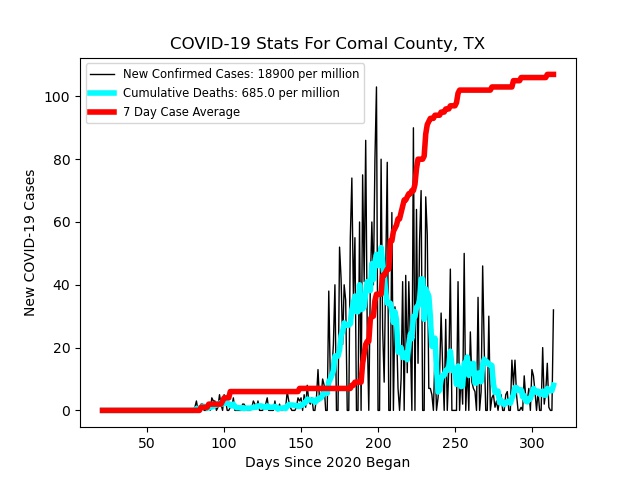 COVID-19 Stats For Comal County, TX
New Confirmed Cases: 18900 per million
Cumulative Deaths: 685.0 per million
7 Day Case Average
New COVID-19 Cases
100
80
60
40
20
0
50
100
150
200
250
300
Days Since 2020 Began